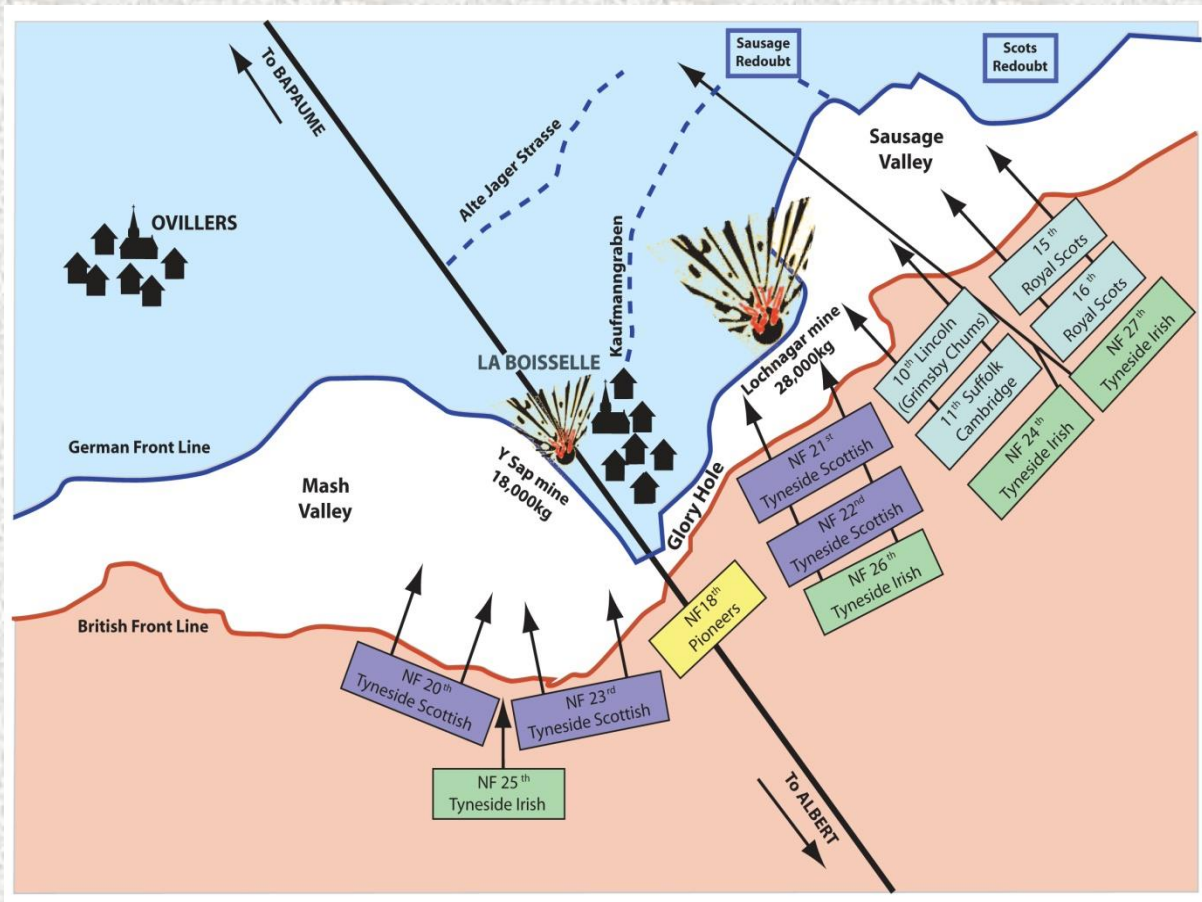 To BAPAUME
Sausage
Redoubt
Scots
Redoubt
Sausage
Valley
Alte Jager Strasse
OVILLERS
Kaufmanngraben
15th
Royal Scots
16th
Royal Scots
NF 27th
Tyneside Irish
10th Lincoln
(Grimsby Chums)
11th Suffolk
Cambridge
NF 24th
Tyneside Irish
Lochnagar mine
28,000kg
LA BOISSELLE
German Front Line
Y Sap mine
18,000kg
Mash
Valley
Glory Hole
NF 21st
Tyneside Scottish
NF 22nd
Tyneside Scottish
NF 26th
Tyneside Irish
NF18th
Pioneers
British Front Line
NF 20th
Tyneside Scottish
NF 23rd
Tyneside Scottish
NF 25th
Tyneside Irish
To ALBERT